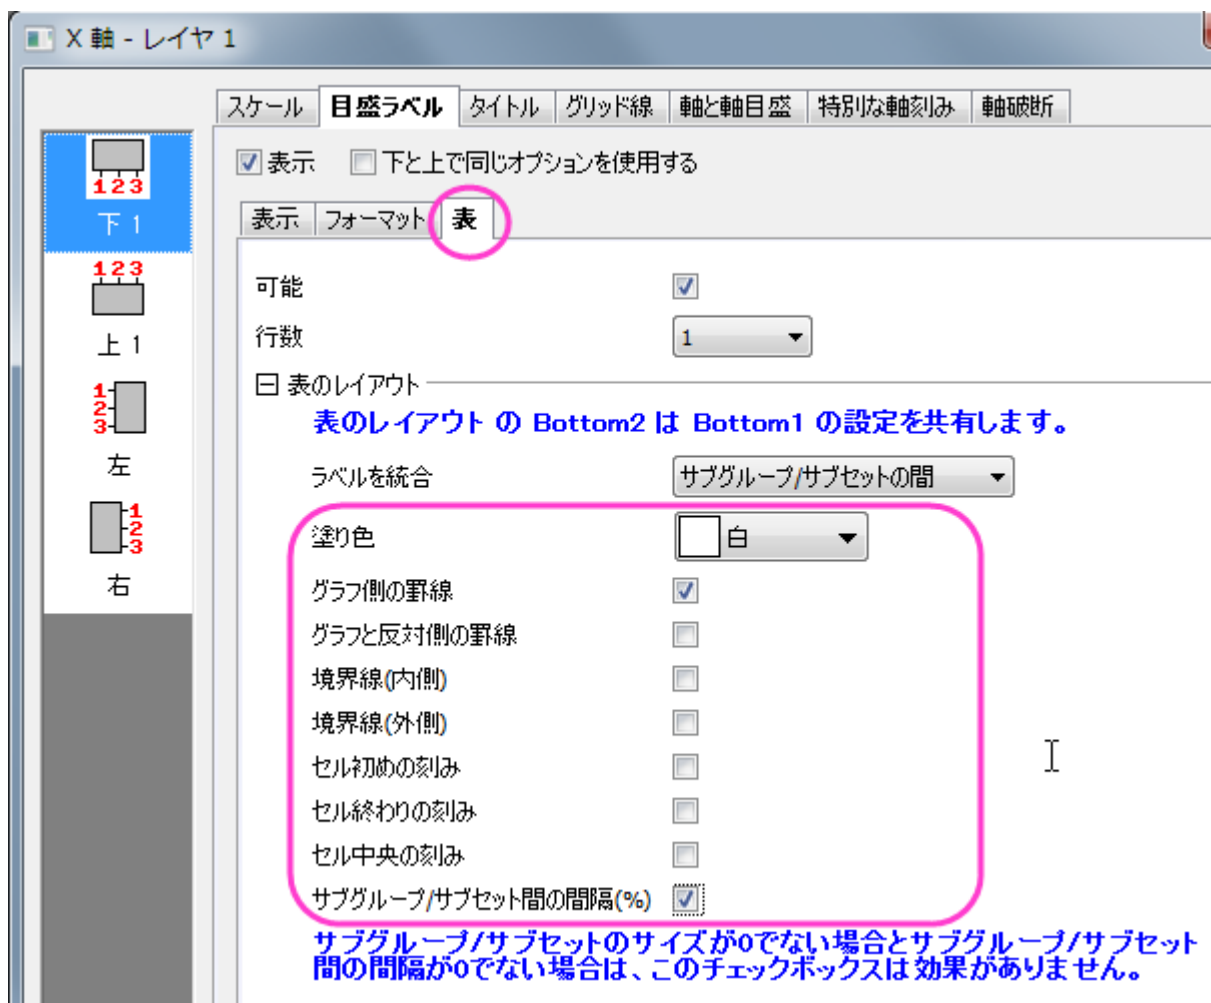 X 軸 - レイヤ 1
スケール 目盛ラベル タイトル グリッド線 軸と軸目盛 特別な軸刻み 軸破断
表示 下と上で同じオプションを使用する
表示 フォーマット 表
1 2 3
下 1
1 2 3
上 1
1
2
3
左
1
2
3
右
可能
行数 1
表のレイアウト
表のレイアウト の Bottom2 は Bottom1 の設定を共有します。
ラベルを統合 サブグループ/サブセットの間
塗り色 白
グラフ側の罫線
グラフと反対側の罫線
境界線(内側)
境界線(外側)
セル初めの刻み
セル終わりの刻み
セル中央の刻み
サブグループ/サブセット間の間隔(%)
サブグループ/サブセットのサイズが0でない場合とサブグループ/サブセット
間の間隔が0でない場合は、このチェックボックスは効果がありません。